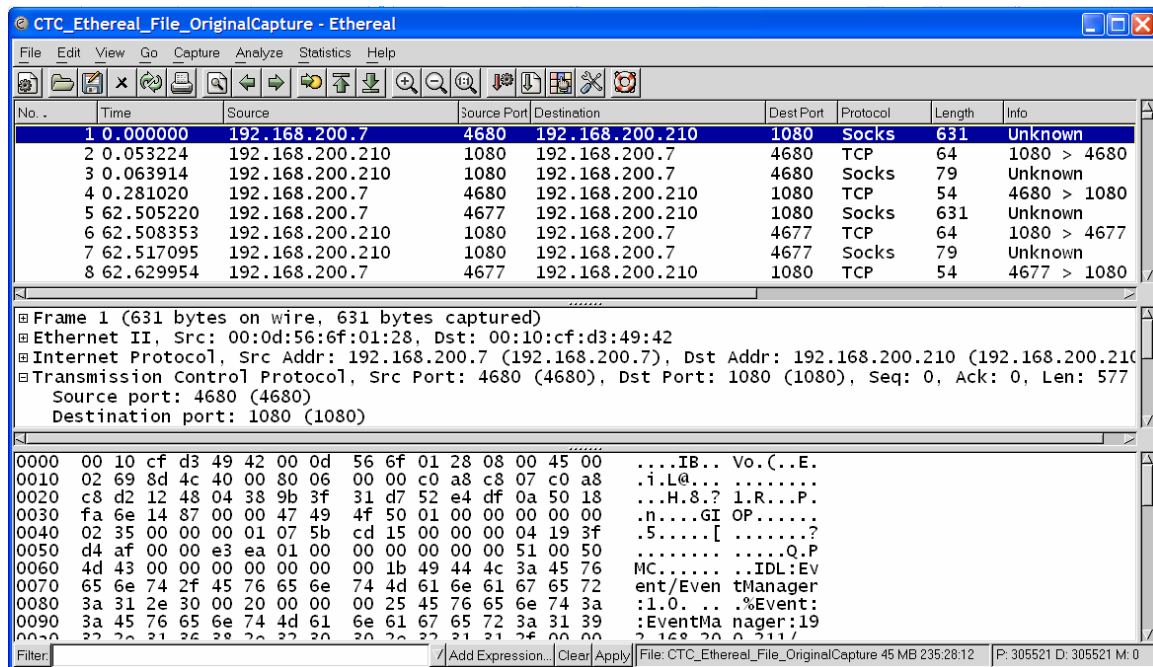 CTC_Ethereal_File_OriginalCapture - Ethereal
File Edit View Go Capture Analyze Statistics Help
No. . Time Source Source Port Destination Dest Port Protocol Length Info
1 0.000000 192.168.200.7 4680 192.168.200.210 1080 Socks 631 Unknown
2 0.053224 192.168.200.210 1080 192.168.200.7 4680 TCP 64 1080 > 4680
3 0.063914 192.168.200.210 1080 192.168.200.7 4680 Socks 79 Unknown
4 0.281020 192.168.200.7 4680 192.168.200.210 1080 TCP 54 4680 > 1080
5 62.505220 192.168.200.7 4677 192.168.200.210 1080 Socks 631 Unknown
6 62.508353 192.168.200.210 1080 192.168.200.7 4677 TCP 64 1080 > 4677
7 62.517095 192.168.200.210 1080 192.168.200.7 4677 Socks 79 Unknown
8 62.629954 192.168.200.7 4677 192.168.200.210 1080 TCP 54 4677 > 1080
Frame 1 (631 bytes on wire, 631 bytes captured)
Ethernet II, Src: 00:0d:56:6f:01:28, Dst: 00:10:cf:d3:49:42
Internet Protocol, Src Addr: 192.168.200.7 (192.168.200.7), Dst Addr: 192.168.200.210 (192.168.200.210
Transmission Control Protocol, Src Port: 4680 (4680), Dst Port: 1080 (1080), Seq: 0, Ack: 0, Len: 577
Source port: 4680 (4680)
Destination port: 1080 (1080)
0000 00 10 cf d3 49 42 00 0d 56 6f 01 28 08 00 45 00 ....IB.. Vo.(..E.
0010 02 69 8d 4c 40 00 80 06 00 00 c0 a8 c8 07 c0 a8 .i.L@... ........
0020 c8 d2 12 48 04 38 9b 3f 31 d7 52 e4 df 0a 50 18 ...H.8.? 1.R...P.
0030 fa 6e 14 87 00 00 47 49 4f 50 01 00 00 00 00 00 .n....GI OP......
0040 02 35 00 00 00 01 07 5b cd 15 00 00 00 04 19 3f .5.....[ .......?
0050 d4 af 00 00 e3 ea 01 00 00 00 00 00 00 51 00 50 ........ .....Q.P
0060 4d 43 00 00 00 00 00 1b 49 44 4c 3a 45 76 MC...... ..IDL:Ev
0070 65 6e 74 2f 45 76 65 6e 74 4d 61 6e 61 67 65 72 ent/Even tManager
0080 3a 31 2e 30 00 20 00 00 00 25 45 76 65 6e 74 3a :1.0. .. .%Event:
0090 3a 45 76 65 6e 74 4d 61 6e 61 67 65 72 3a 31 39 :EventMa nager:19
00a0 32 2e 31 36 38 2e 32 30 30 2e 32 31 31 2f 00 00 2.168.20 0.211/..
Filter: Add Expression... Clear Apply File: CTC_Ethereal_File_OriginalCapture 45 MB 235:28:12 P: 305521 D: 305521 M: 0